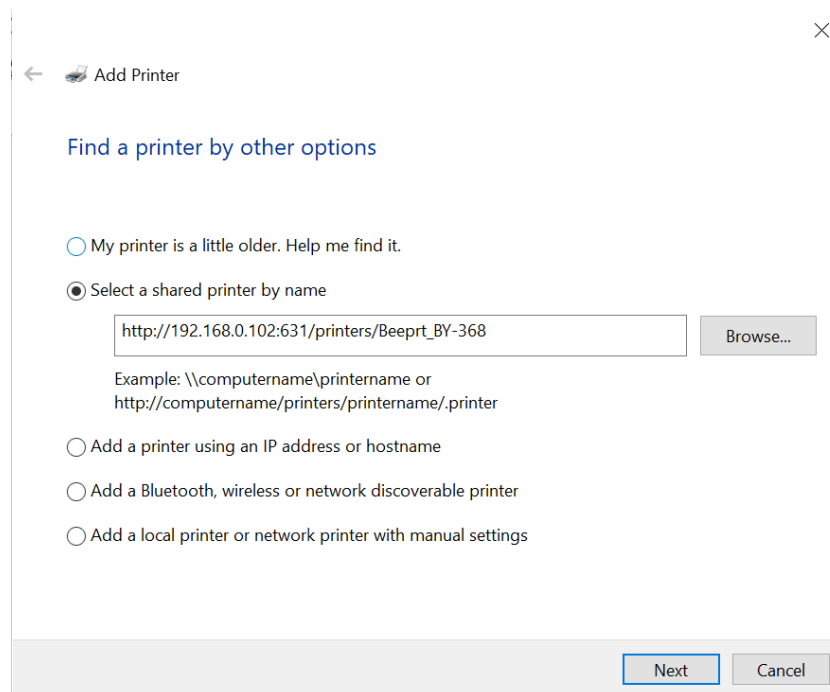 Add Printer
Find a printer by other options
My printer is a little older. Help me find it.
Select a shared printer by name
http://192.168.0.102:631/printers/Beeprt_BY-368
Browse...
Example: \\computername\printername or
http://computername/printers/printername/.printer
Add a printer using an IP address or hostname
Add a Bluetooth, wireless or network discoverable printer
Add a local printer or network printer with manual settings
Next
Cancel